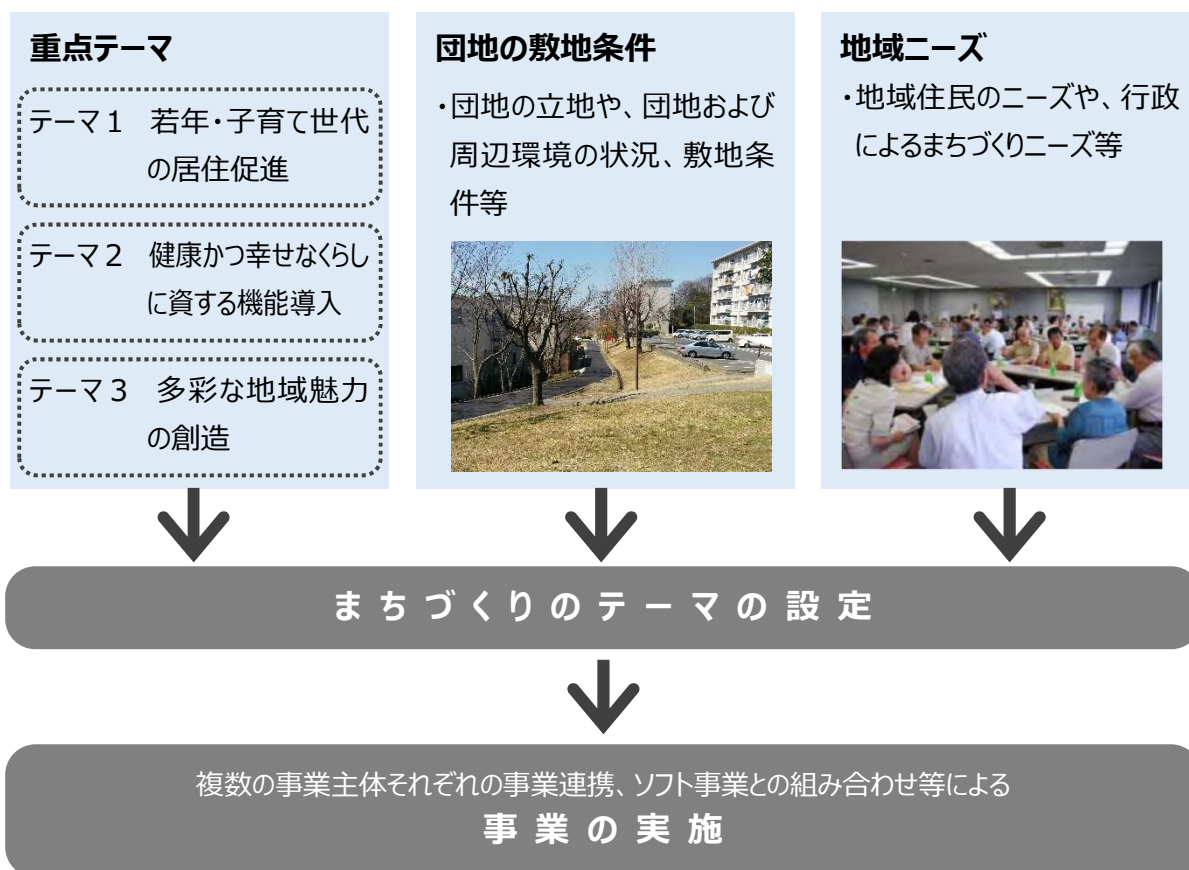 重点テーマ
テーマ1 若年・子育て世代
の居住促進
テーマ2 健康かつ幸せなくらし
に資する機能導入
テーマ3 多彩な地域魅力
の創造
団地の敷地条件
・団地の立地や、団地および
周辺環境の状況、敷地条
件等
地域ニーズ
・地域住民のニーズや、行政
によるまちづくりニーズ等
まちづくりのテーマの設定
複数の事業主体それぞれの事業連携、ソフト事業との組み合わせ等による
事業の実施